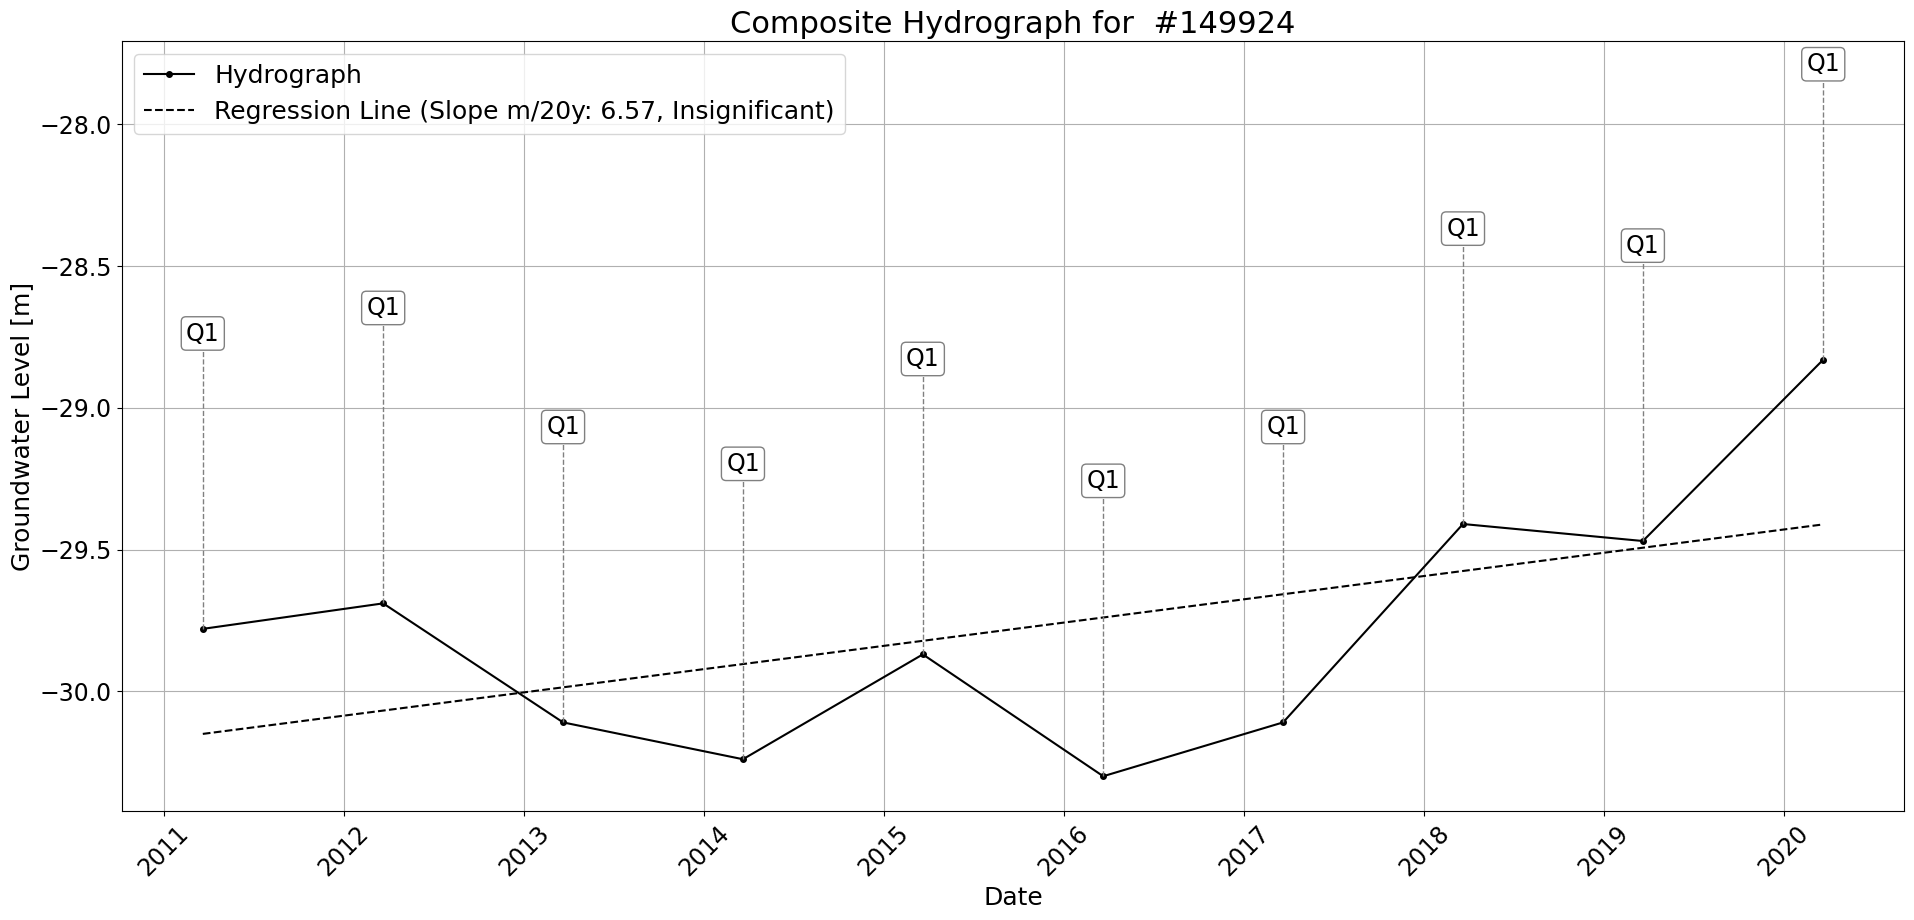 Composite Hydrograph for  #149924
Hydrograph
Regression Line (Slope m/20y: 6.57, Insignificant)
Q1
Q1
Q1
Q1
Q1
Q1
Q1
Q1
Q1
Q1
−28.0
−28.5
−29.0
−29.5
−30.0
Groundwater Level [m]
2011
2012
2013
2014
2015
2016
2017
2018
2019
2020
Date